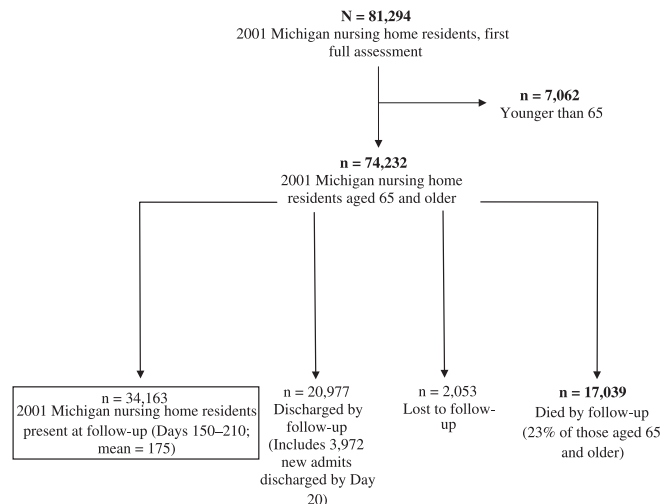 N = 81,294
2001 Michigan nursing home residents, first
full assessment
n = 7,062
Younger than 65
n = 74,232
2001 Michigan nursing home
residents aged 65 and older
n = 34,163
2001 Michigan nursing home residents
present at follow-up (Days 150–210;
mean = 175)
n = 20,977
Discharged by
follow-up
(Includes 3,972
new admits
discharged by Day
20)
n = 2,053
Lost to follow-
up
n = 17,039
Died by follow-up
(23% of those aged 65
and older)